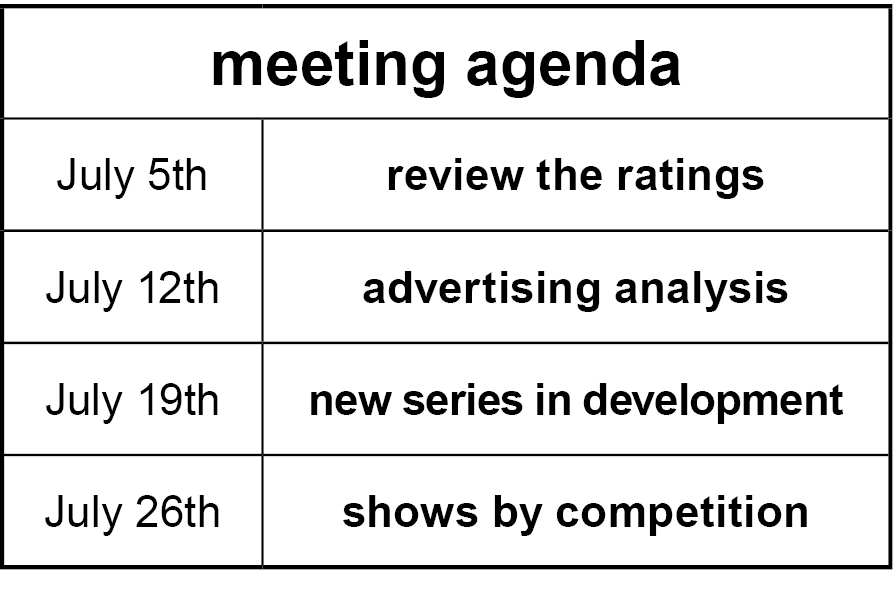 meeting agenda
July 5th review the ratings
July 12th advertising analysis
July 19th new series in development
July 26th shows by competition